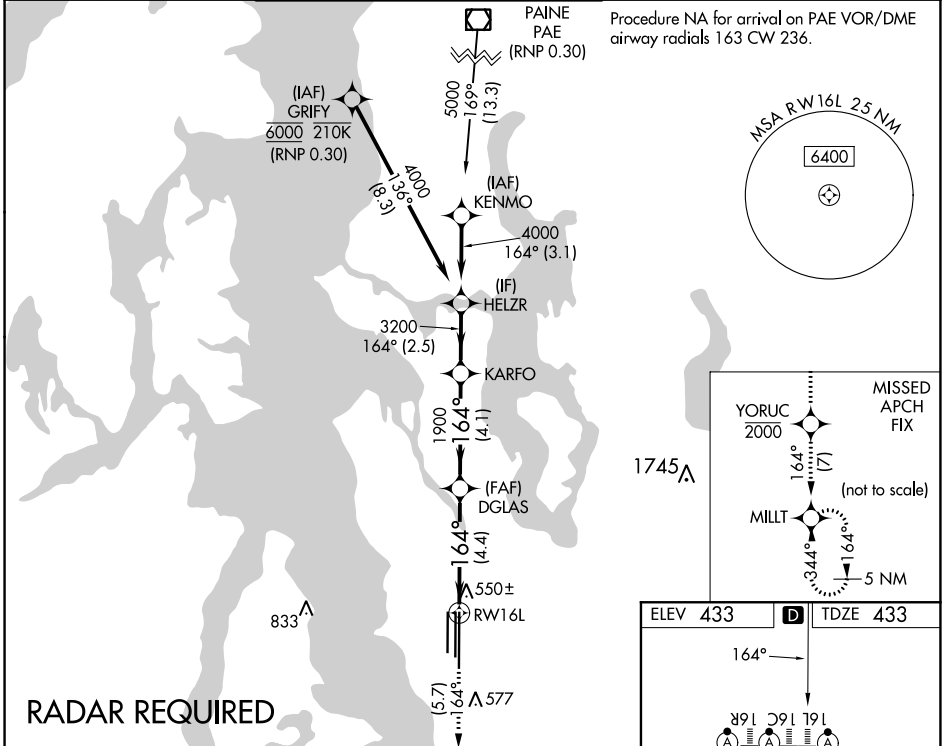 PAINE
PAE
(RNP 0.30)
Procedure NA for arrival on PAE VOR/DME
airway radials 163 CW 236.
(IAF)
GRIFY
6000 210K
(RNP 0.30)
5000
169°
(13.3)
MSA RW16L 25 NM
6400
4000
136°
(8.3)
(IAF)
KENMO
4000
164° (3.1)
(IF)
HELZR
3200
164° (2.5)
KARFO
1900
164°
(4.1)
(FAF)
DGLAS
164°
(4.4)
550±
RW16L
833
577
(5.7)
164°
RADAR REQUIRED
1745
MISSED
APCH
FIX
YORUC
2000
164°
(7)
(not to scale)
MILLT
344°
164°
5 NM
ELEV 433
D
TDZE 433
164°
16R
16C
16L
A
A
A